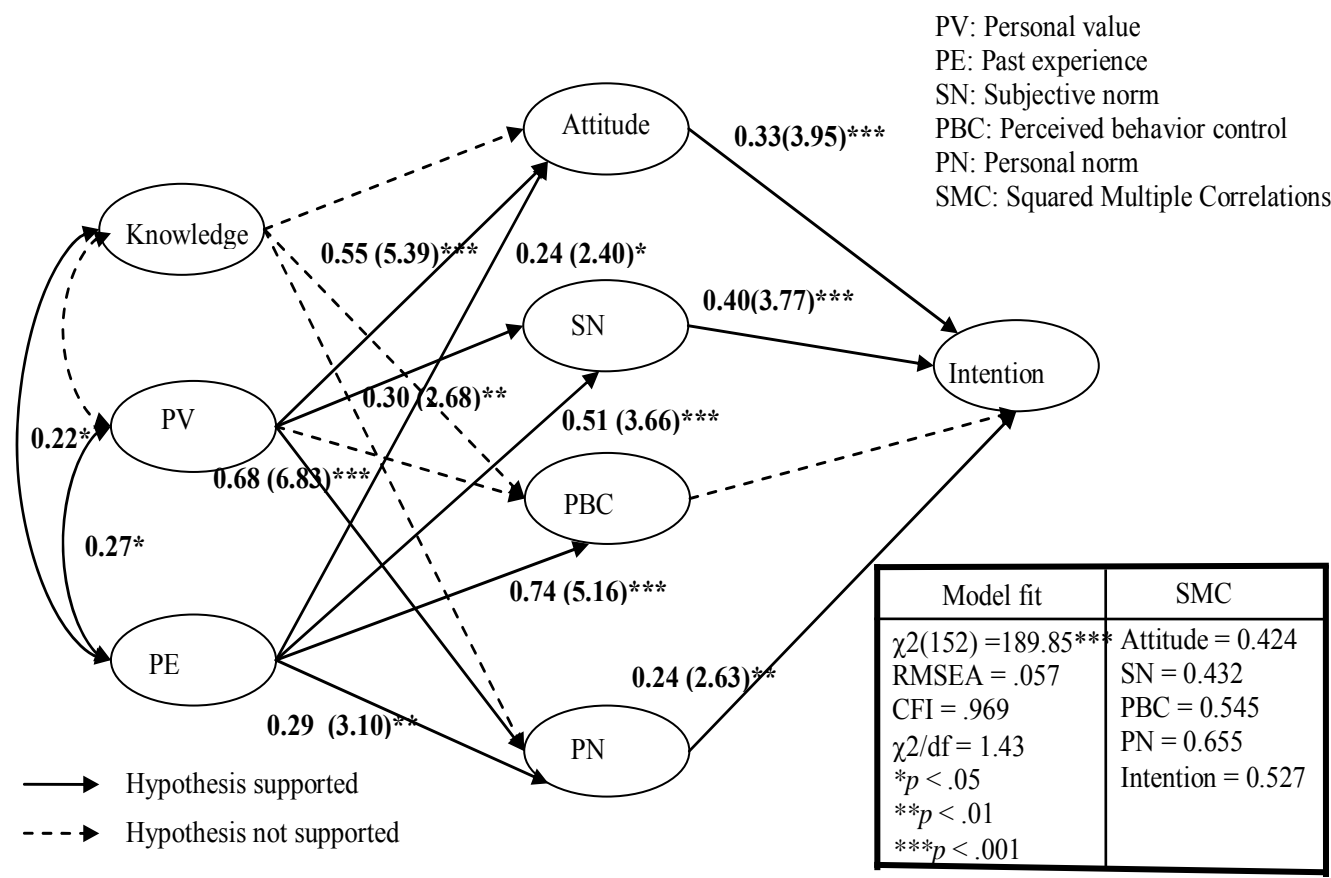 PV: Personal value
PE: Past experience
SN: Subjective norm
PBC: Perceived behavior control
PN: Personal norm
SMC: Squared Multiple Correlations
Attitude
0.33(3.95)***
Knowledge
0.55 (5.39)***
0.24 (2.40)*
0.40(3.77)***
SN
Intention
PV
0.30 (2.68)**
0.51 (3.66)***
0.22*
0.68 (6.83)***
PBC
0.27*
0.74 (5.16)***
PE
0.24 (2.63)**
0.29 (3.10)**
PN
Hypothesis supported
Hypothesis not supported
Model fit
χ2(152) =189.85***
RMSEA = .057
CFI = .969
χ2/df = 1.43
*p < .05
**p < .01
***p < .001
SMC
Attitude = 0.424
SN = 0.432
PBC = 0.545
PN = 0.655
Intention = 0.527